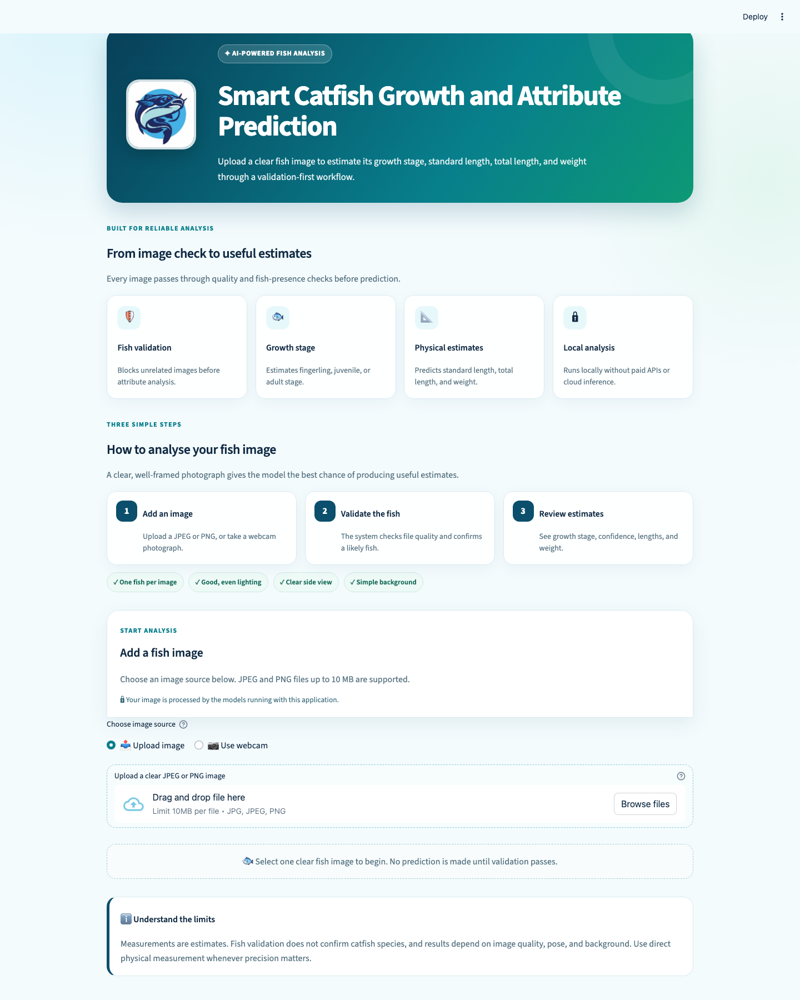 Deploy
✦ AI-POWERED FISH ANALYSIS
Smart Catfish Growth and Attribute
Prediction
Upload a clear fish image to estimate its growth stage, standard length, total length, and weight
through a validation-first workflow.
BUILT FOR RELIABLE ANALYSIS
From image check to useful estimates
Every image passes through quality and fish-presence checks before prediction.
Fish validation
Blocks unrelated images before
attribute analysis.
Growth stage
Estimates fingerling, juvenile, or
adult stage.
Physical estimates
Predicts standard length, total
length, and weight.
Local analysis
Runs locally without paid APIs or
cloud inference.
THREE SIMPLE STEPS
How to analyse your fish image
A clear, well-framed photograph gives the model the best chance of producing useful estimates.
1 Add an image
Upload a JPEG or PNG, or take a webcam
photograph.
2 Validate the fish
The system checks file quality and confirms
a likely fish.
3 Review estimates
See growth stage, confidence, lengths, and
weight.
✓ One fish per image
✓ Good, even lighting
✓ Clear side view
✓ Simple background
START ANALYSIS
Add a fish image
Choose an image source below. JPEG and PNG files up to 10 MB are supported.
🔒 Your image is processed by the models running with this application.
Choose image source
📤 Upload image
📷 Use webcam
Upload a clear JPEG or PNG image
Drag and drop file here
Limit 10MB per file • JPG, JPEG, PNG
Browse files
🐟 Select one clear fish image to begin. No prediction is made until validation passes.
ℹ️ Understand the limits
Measurements are estimates. Fish validation does not confirm catfish species, and results depend on image quality, pose, and background. Use direct
physical measurement whenever precision matters.